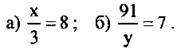 а) x/3 = 8 ; б) 91/y = 7 .